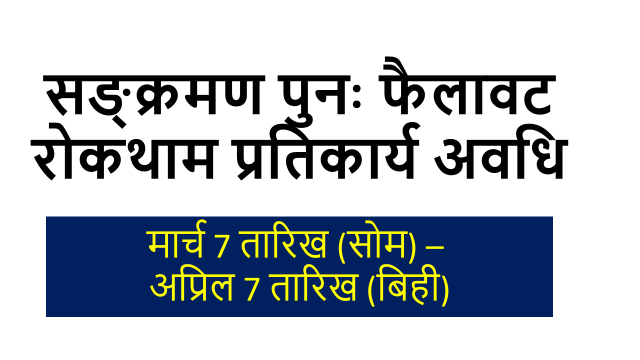 सङ्क्रमण पुनः फैलावट
रोकथाम प्रतिकार्य अवधि
मार्च 7 तारिख (सोम) –
अप्रिल 7 तारिख (बिही)